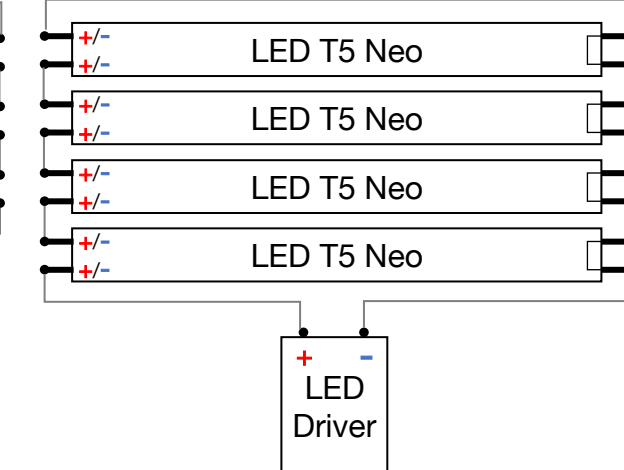 +/-
LED T5 Neo
+/-
+/-
LED T5 Neo
+/-
+/-
LED T5 Neo
+/-
+/-
LED T5 Neo
+/-
+ -
LED
Driver